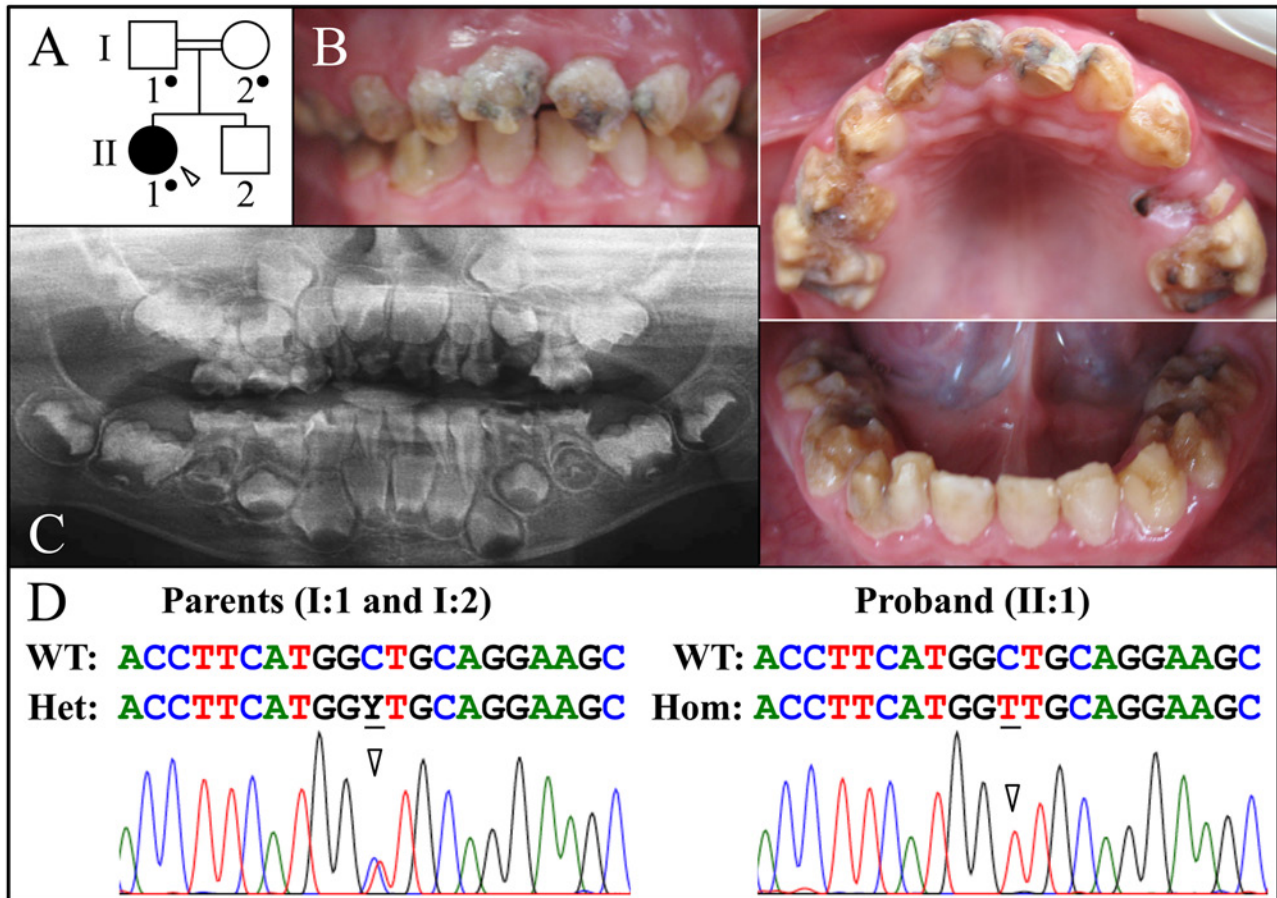 A
I
1
2
II
1
2
B
C
D
Parents (I:1 and I:2)
WT: ACCTTCATGGCTGCAGGAAGC
Het: ACCTTCATGGYTGCAGGAAGC
Proband (II:1)
WT: ACCTTCATGGCTGCAGGAAGC
Hom: ACCTTCATGGTTGCAGGAAGC